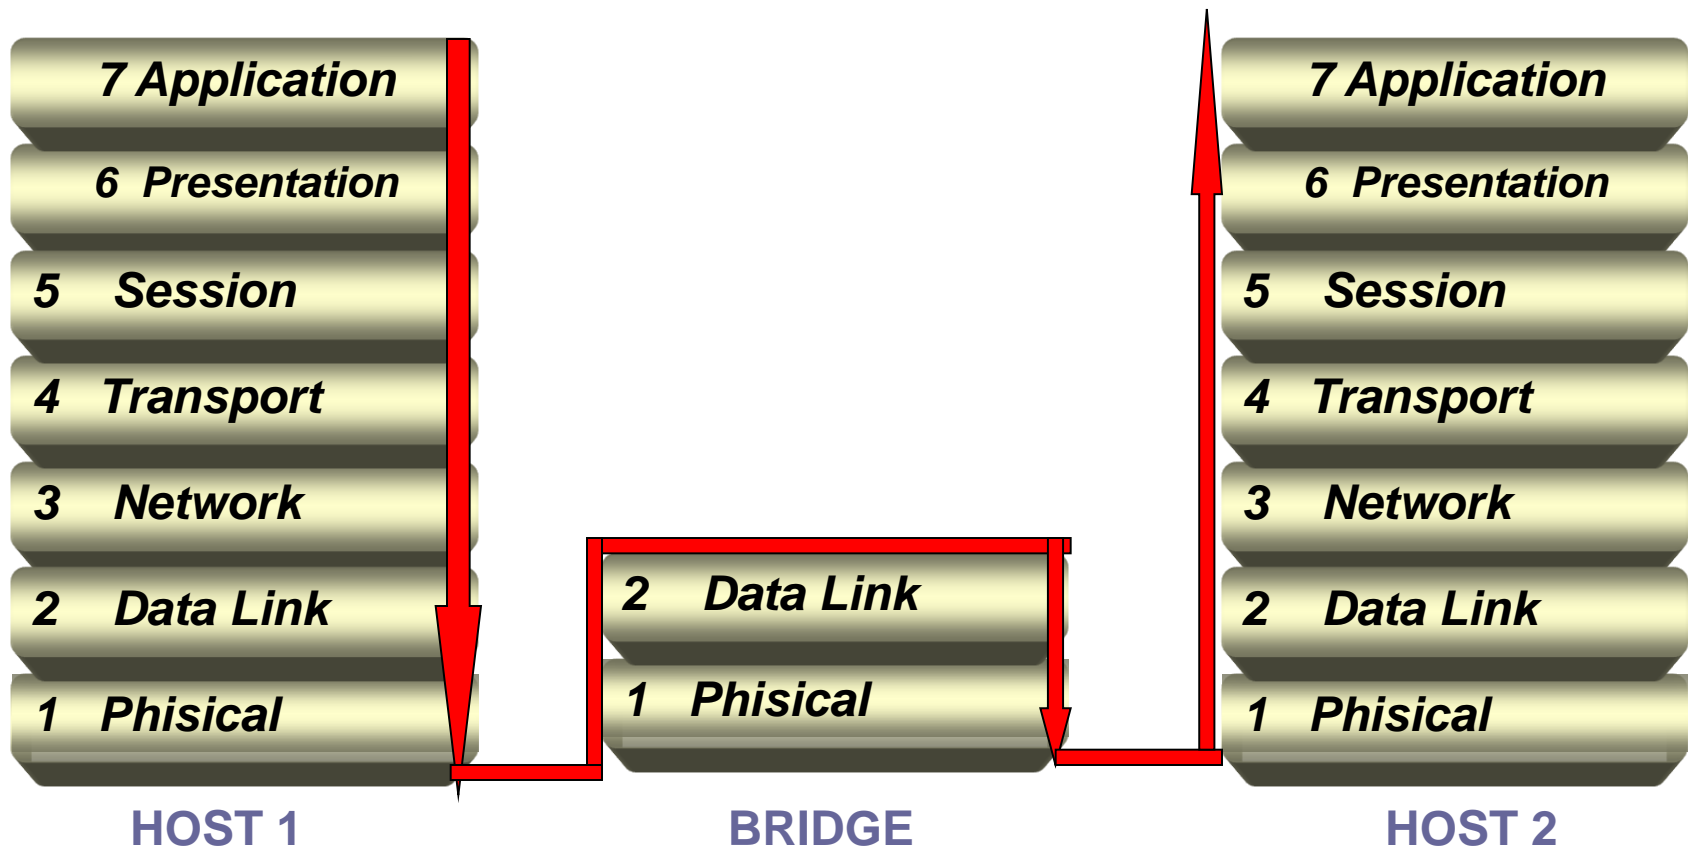 7 Application
6 Presentation
5 Session
4 Transport
3 Network
2 Data Link
1 Phisical
HOST 1
2 Data Link
1 Phisical
BRIDGE
7 Application
6 Presentation
5 Session
4 Transport
3 Network
2 Data Link
1 Phisical
HOST 2